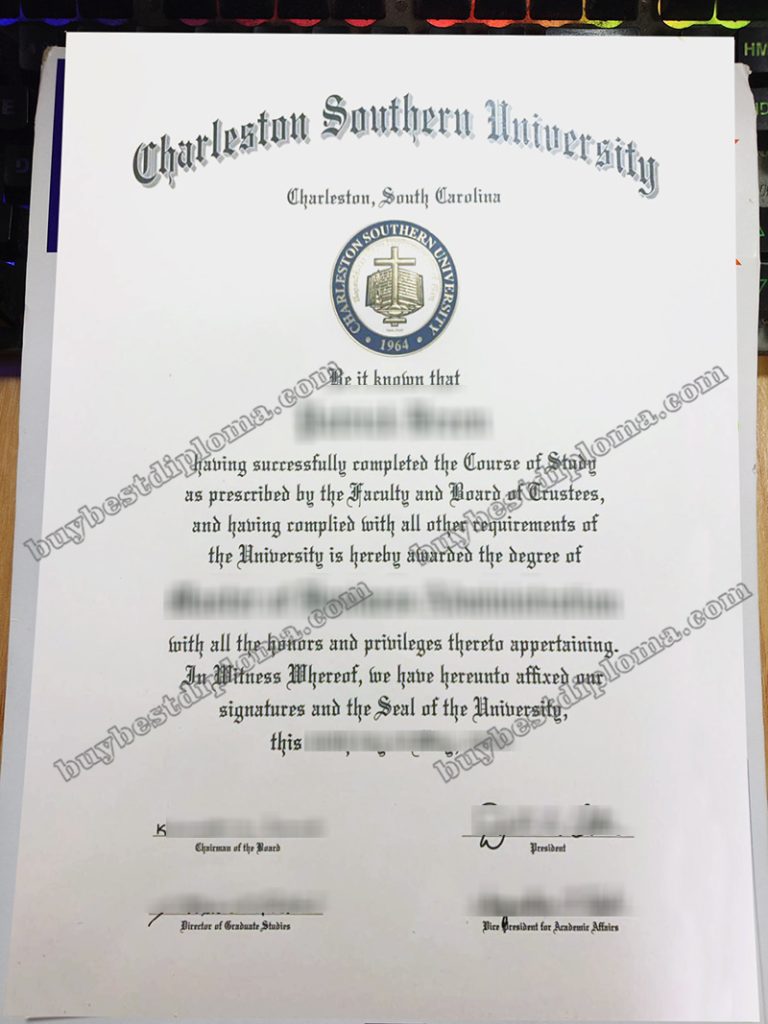 Charleston Southern University
Charleston, South Carolina
CHARLESTON SOUTHERN UNIVERSITY
1964
Be it known that
having successfully completed the Course of Study
as prescribed by the Faculty and Board of Trustees,
and having complied with all other requirements of
the University is hereby awarded the degree of
with all the honors and privileges thereto appertaining.
In Witness Whereof, we have hereunto affixed our
signatures and the Seal of the University,
this
Chairman of the Board
President
Director of Graduate Studies
Vice President for Academic Affairs
buybestdiploma.com
buybestdiploma.com
buybestdiploma.com
buybestdiploma.com
HM